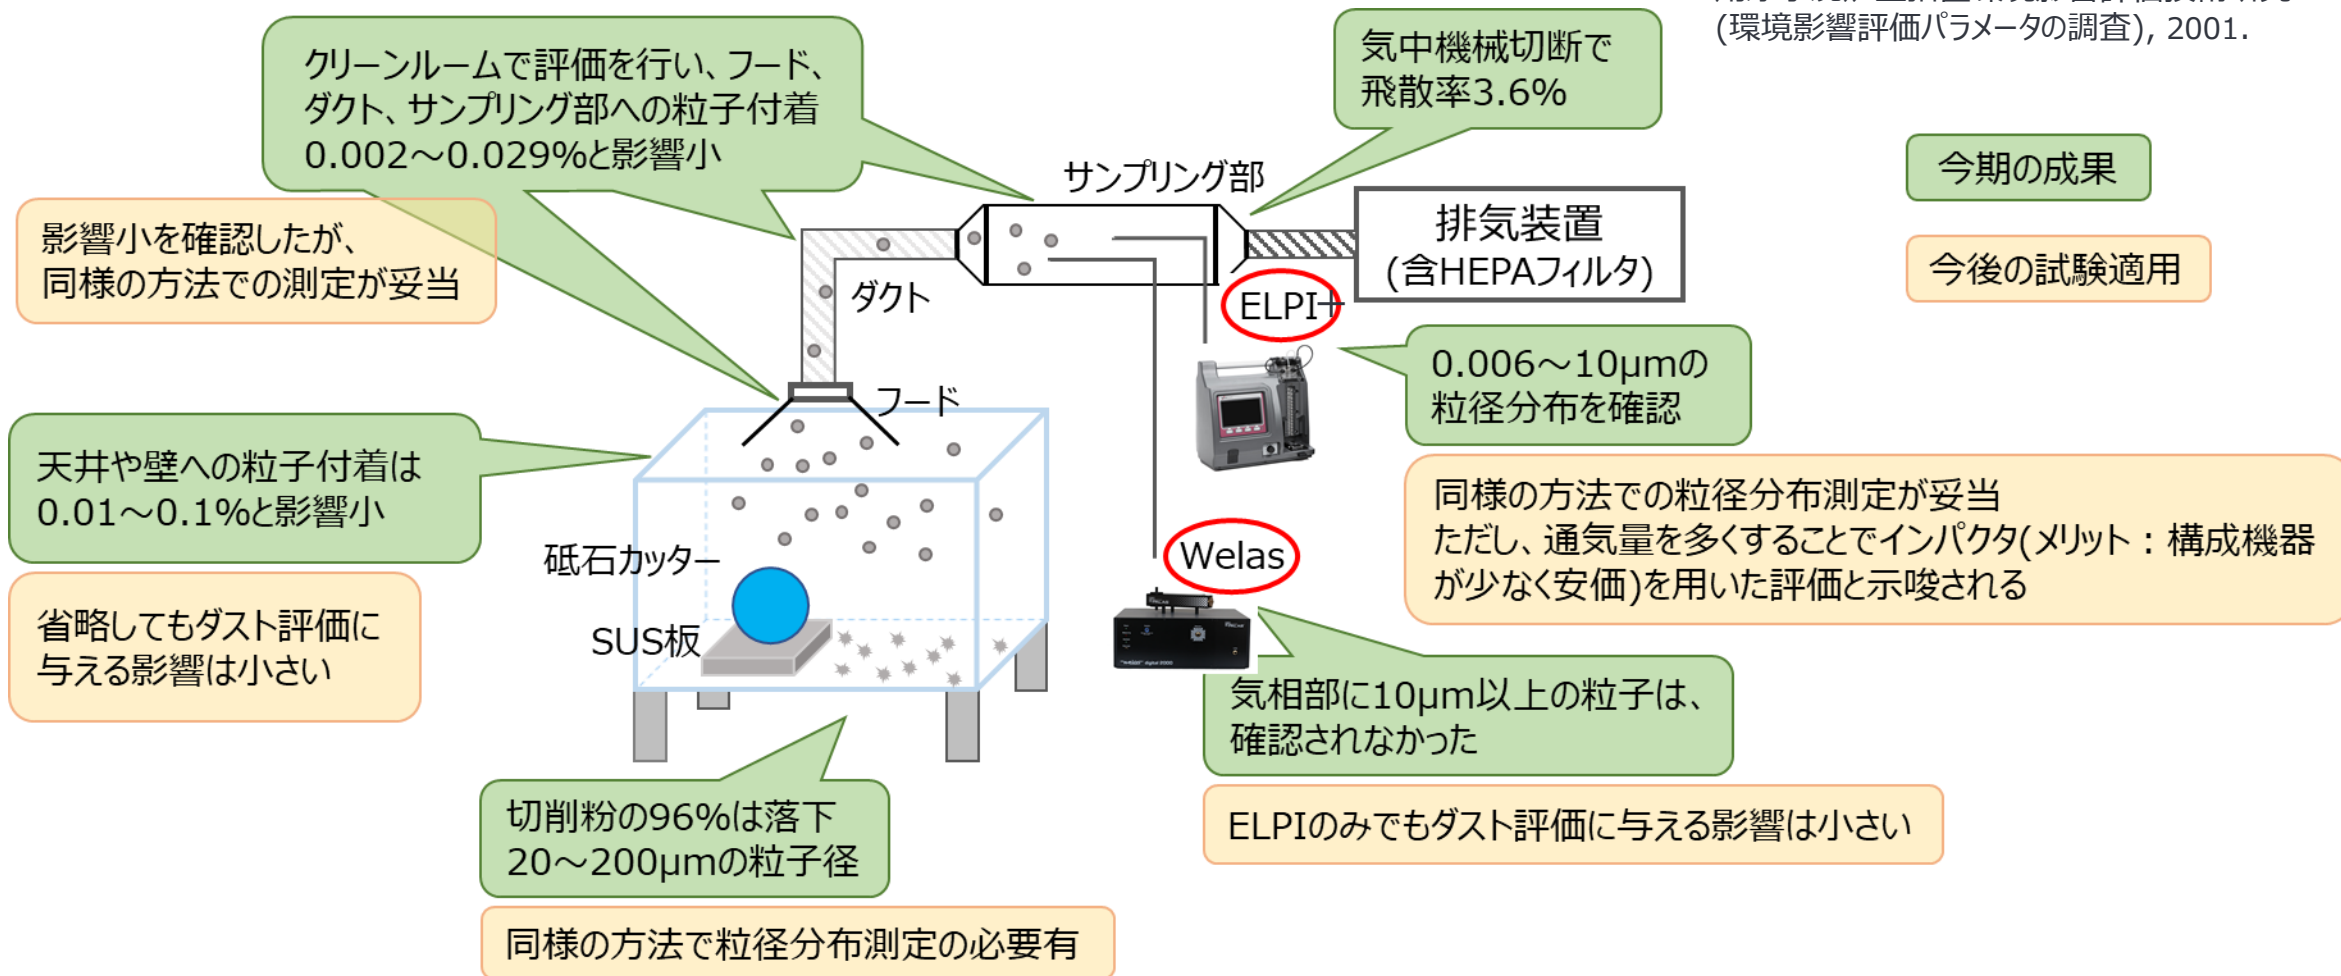 (環境影響評価パラメータの調査), 2001.
クリーンルームで評価を行い、フード、
ダクト、サンプリング部への粒子付着
0.002～0.029%と影響小
気中機械切断で
飛散率3.6%
今期の成果
今後の試験適用
影響小を確認したが、
同様の方法での測定が妥当
サンプリング部
排気装置
(含HEPAフィルタ)
ダクト
ELPI+
フード
0.006～10μmの
粒径分布を確認
天井や壁への粒子付着は
0.01～0.1%と影響小
同様の方法での粒径分布測定が妥当
ただし、通気量を多くすることでインパクタ(メリット：構成機器
が少なく安価)を用いた評価と示唆される
砥石カッター
Welas
省略してもダスト評価に
与える影響は小さい
SUS板
気相部に10μm以上の粒子は、
確認されなかった
切削粉の96%は落下
20～200μmの粒子径
ELPIのみでもダスト評価に与える影響は小さい
同様の方法で粒径分布測定の必要有